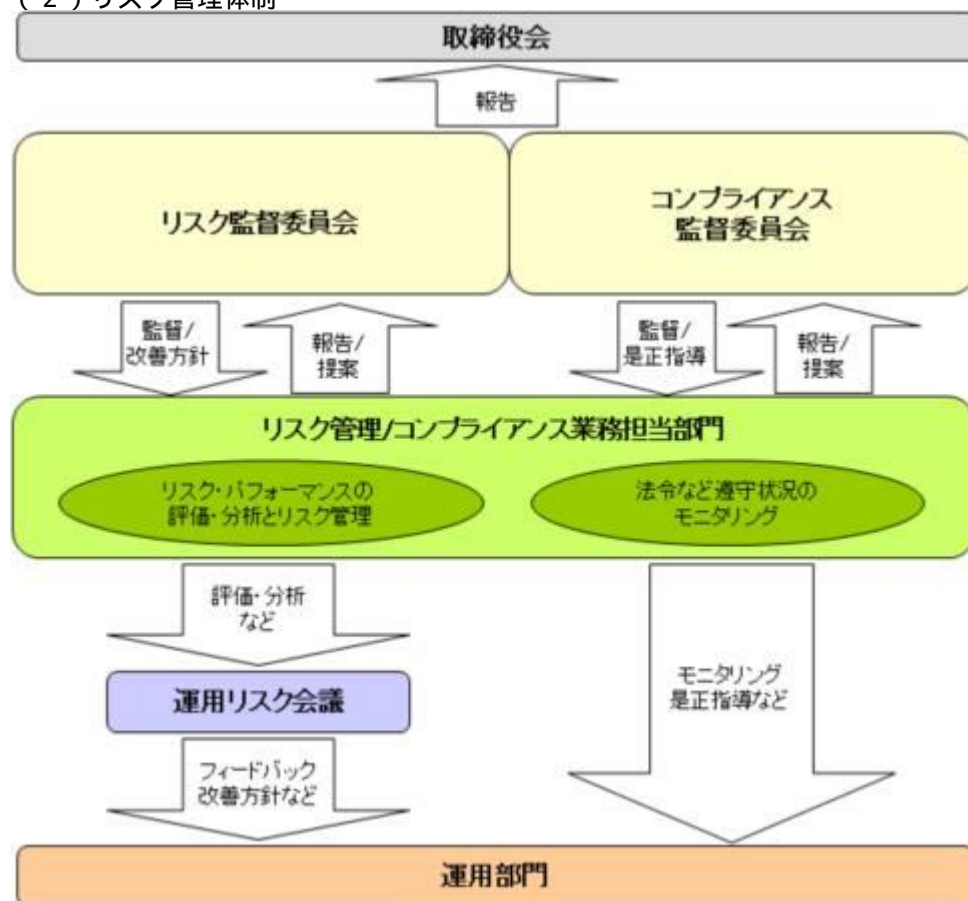 (2)リスク管理体制
取締役会
報告
リスク監督委員会
コンプライアンス
監督委員会
監督/
改善方針
報告/
提案
監督/
是正指導
報告/
提案
リスク管理/コンプライアンス業務担当部門
リスク・パフォーマンスの
評価・分析とリスク管理
法令など遵守状況の
モニタリング
評価・分析
など
運用リスク会議
モニタリング
是正指導など
フィードバック
改善方針など
運用部門